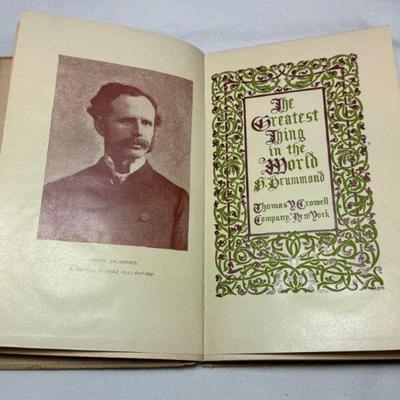 HENRY DRUMMOND.
The
Greatest
Thing
in the
World
H. Drummond
Thomas Y. Crowell
Company. New York